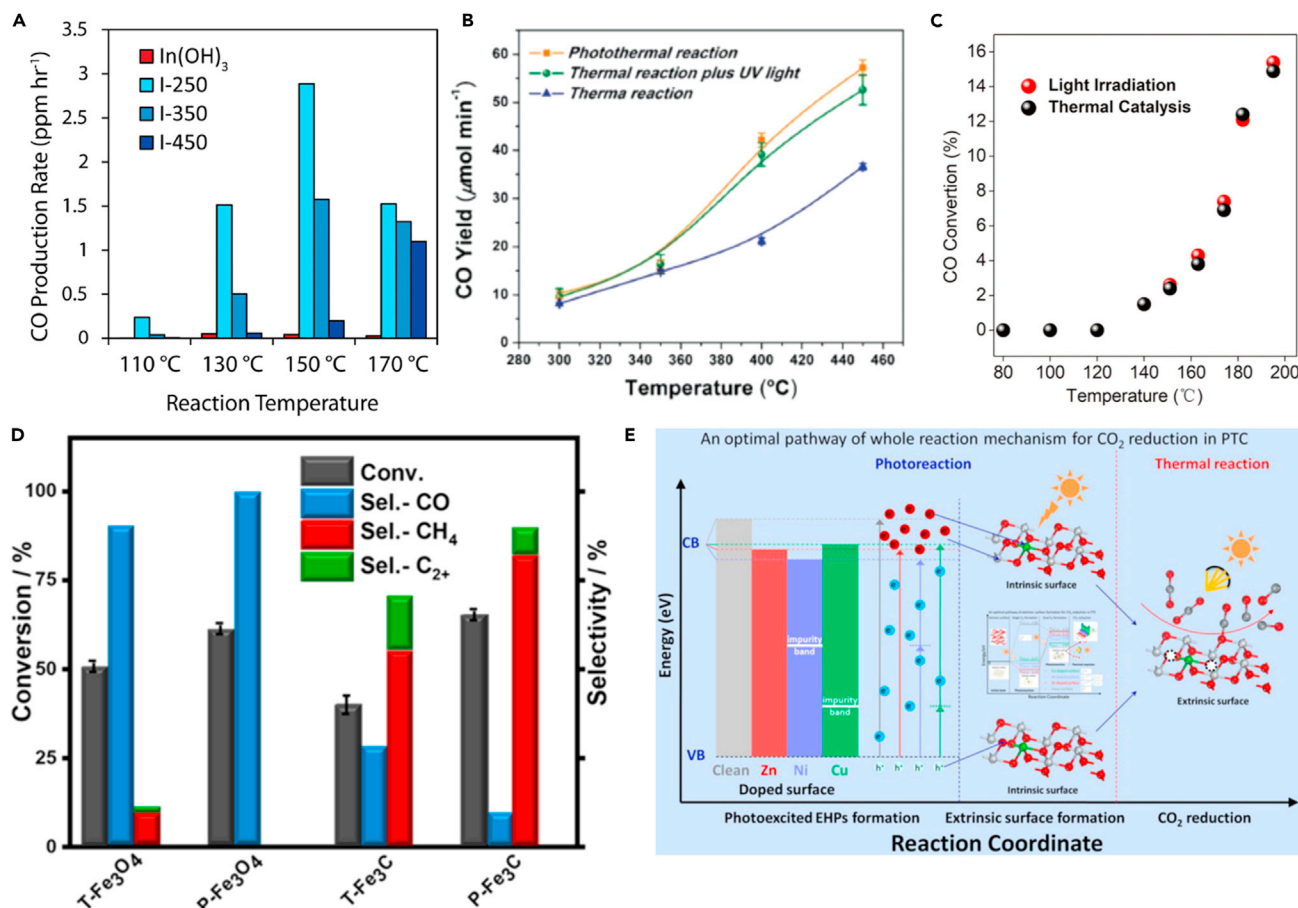 A
3.5
3
2.5
2
1.5
1
0.5
0
CO Production Rate (ppm hr-1)
In(OH)3
I-250
I-350
I-450
110 °C
130 °C
150 °C
170 °C
Reaction Temperature
B
60
50
40
30
20
10
0
CO Yield (μmol min-1)
Photothermal reaction
Thermal reaction plus UV light
Therma reaction
280
300
320
340
360
380
400
420
440
460
Temperature (°C)
C
16
14
12
10
8
6
4
2
0
CO Convertion (%)
Light Irradiation
Thermal Catalysis
80
100
120
140
160
180
200
Temperature (℃)
D
100
75
50
25
0
Conversion / %
Selectivity / %
Conv.
Sel.- CO
Sel.- CH4
Sel.- C2+
T-Fe3O4
P-Fe3O4
T-Fe3C
P-Fe3C
E
An optimal pathway of whole reaction mechanism for CO2 reduction in PTC
Photoreaction
Thermal reaction
Energy (eV)
CB
VB
impurity
band
impurity
band
Clean
Zn
Ni
Cu
Doped surface
h+
h+
h+
h+
Intrinsic surface
Intrinsic surface
Extrinsic surface
Photoexcited EHPs formation
Extrinsic surface formation
CO2 reduction
Reaction Coordinate